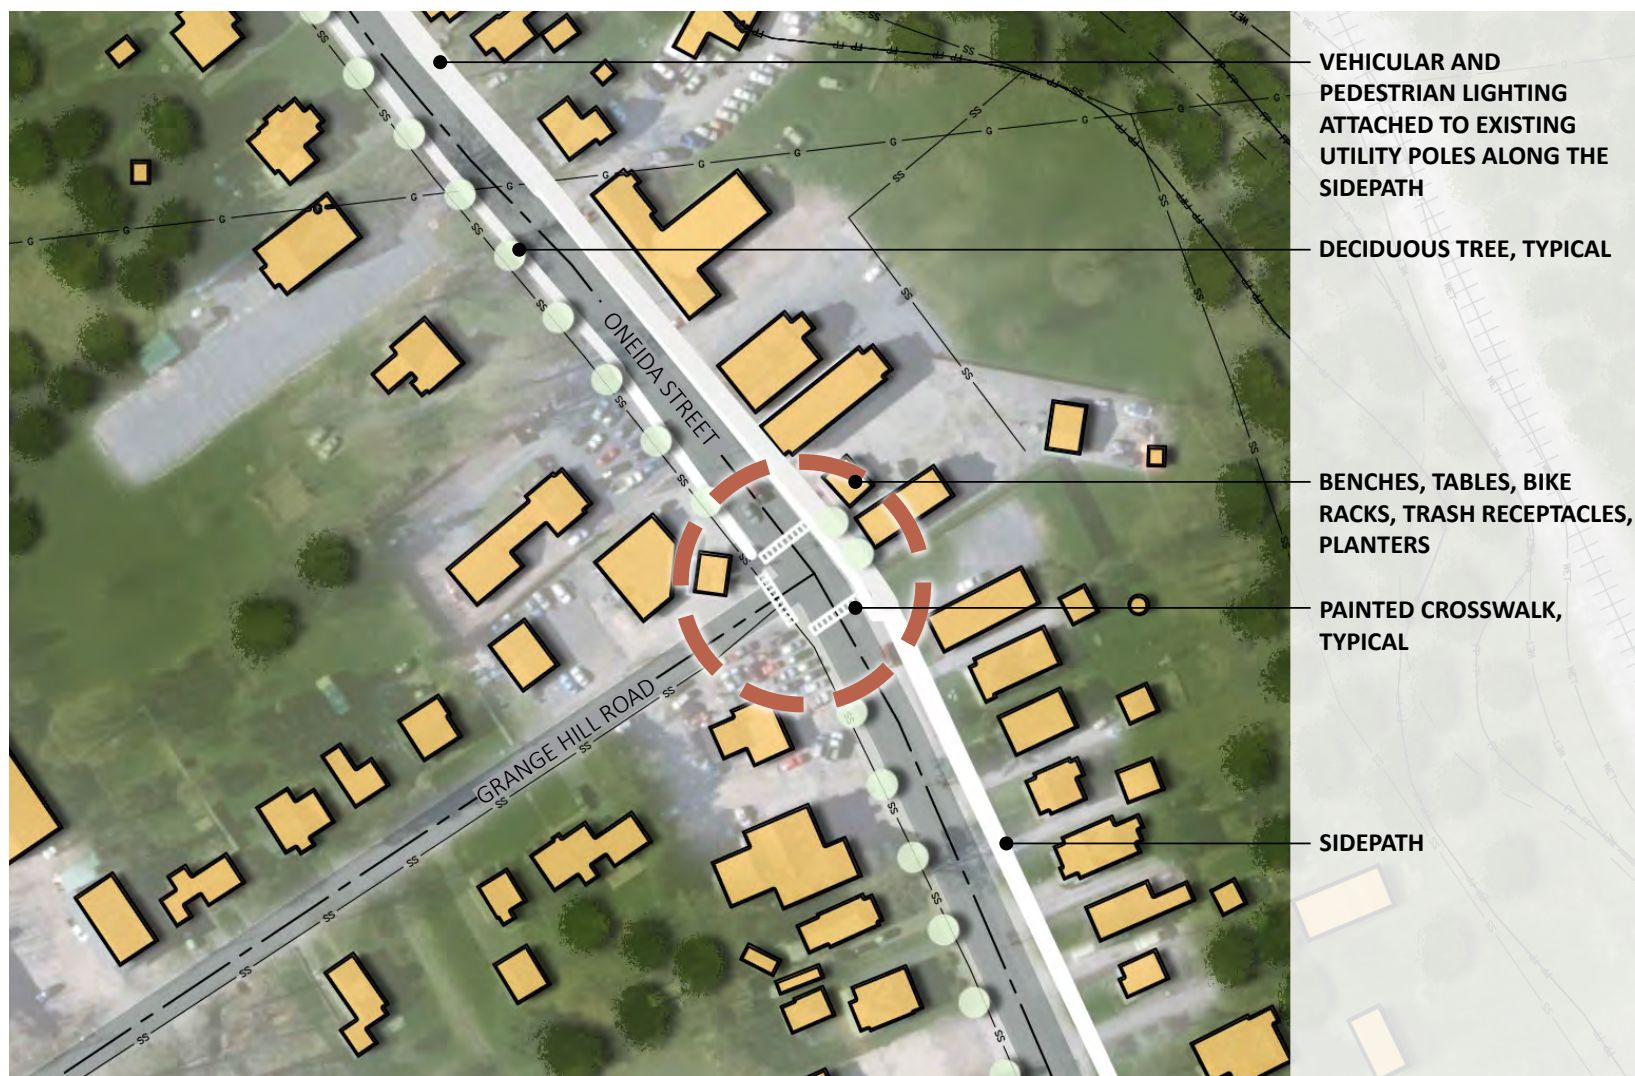 VEHICULAR AND
PEDESTRIAN LIGHTING
ATTACHED TO EXISTING
UTILITY POLES ALONG THE
SIDEPATH
DECIDUOUS TREE, TYPICAL
ONEIDA STREET
BENCHES, TABLES, BIKE
RACKS, TRASH RECEPTACLES,
PLANTERS
PAINTED CROSSWALK,
TYPICAL
GRANGE HILL ROAD
SIDEPATH